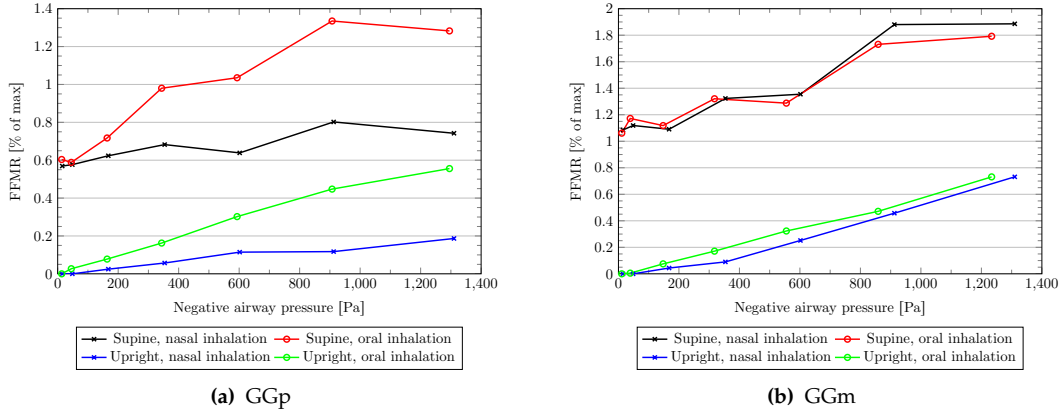 1.4
1.2
1
0.8
0.6
0.4
0.2
0
FFMR [% of max]
0 200 400 600 800 1,000 1,200 1,400
Negative airway pressure [Pa]
Supine, nasal inhalation Supine, oral inhalation
Upright, nasal inhalation Upright, oral inhalation
(a) GGp
2
1.8
1.6
1.4
1.2
1
0.8
0.6
0.4
0.2
0
FFMR [% of max]
0 200 400 600 800 1,000 1,200 1,400
Negative airway pressure [Pa]
Supine, nasal inhalation Supine, oral inhalation
Upright, nasal inhalation Upright, oral inhalation
(b) GGm